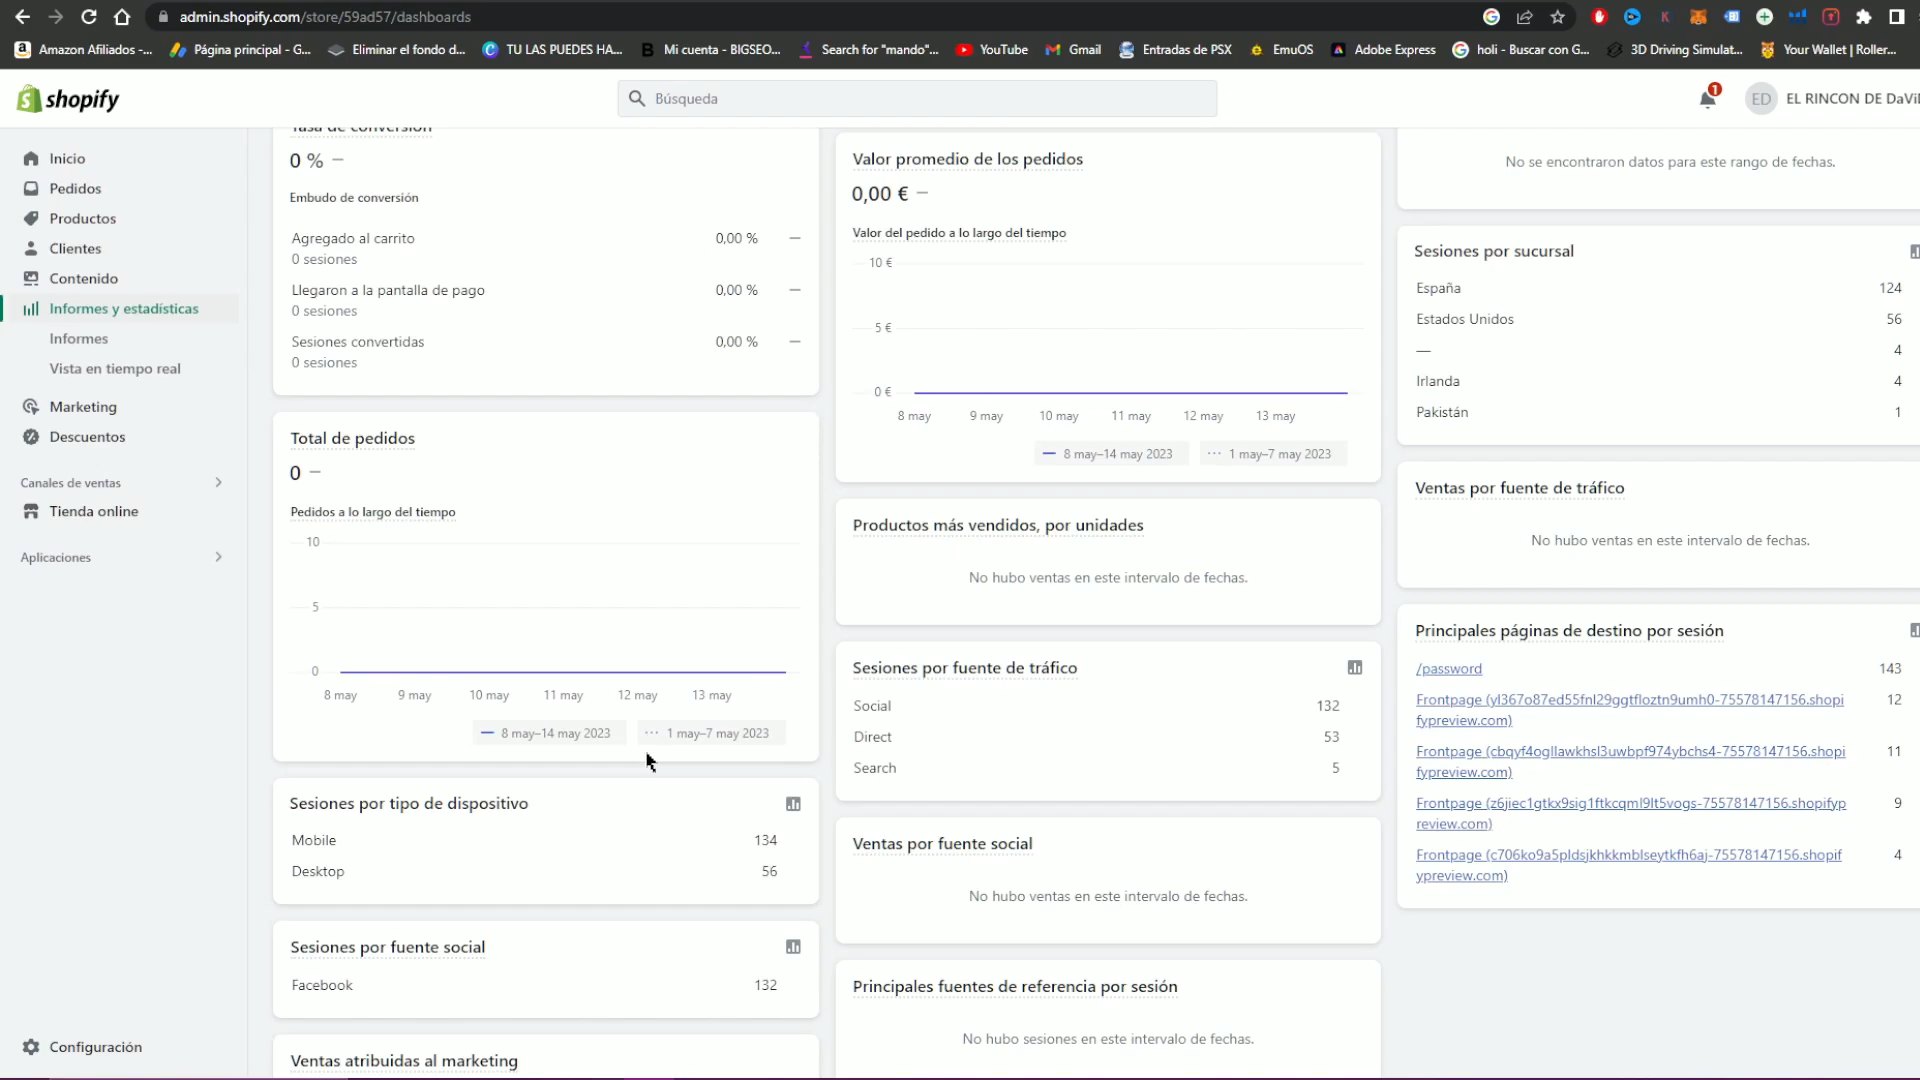 admin.shopify.com/store/59ad57/dashboards
Amazon Afiliados -...
Página principal - G...
Eliminar el fondo d...
TU LAS PUEDES HA...
Mi cuenta - BIGSEO...
Search for "mando"...
YouTube
Gmail
Entradas de PSX
EmuOS
Adobe Express
holi - Buscar con G...
3D Driving Simulat...
Your Wallet | Roller...
shopify
Búsqueda
1
ED
EL RINCON DE DaVi
Inicio
Pedidos
Productos
Clientes
Contenido
Informes y estadísticas
Informes
Vista en tiempo real
Marketing
Descuentos
Canales de ventas
Tienda online
Aplicaciones
Configuración
Tasa de conversión
0 % —
Embudo de conversión
Agregado al carrito 0,00 % —
0 sesiones
Llegaron a la pantalla de pago 0,00 % —
0 sesiones
Sesiones convertidas 0,00 % —
0 sesiones
Total de pedidos
0 —
Pedidos a lo largo del tiempo
10
5
0
8 may 9 may 10 may 11 may 12 may 13 may
8 may–14 may 2023 1 may–7 may 2023
Sesiones por tipo de dispositivo
Mobile 134
Desktop 56
Sesiones por fuente social
Facebook 132
Ventas atribuidas al marketing
Valor promedio de los pedidos
0,00 € —
Valor del pedido a lo largo del tiempo
10 €
5 €
0 €
8 may 9 may 10 may 11 may 12 may 13 may
8 may–14 may 2023 1 may–7 may 2023
Productos más vendidos, por unidades
No hubo ventas en este intervalo de fechas.
Sesiones por fuente de tráfico
Social 132
Direct 53
Search 5
Ventas por fuente social
No hubo ventas en este intervalo de fechas.
Principales fuentes de referencia por sesión
No hubo sesiones en este intervalo de fechas.
No se encontraron datos para este rango de fechas.
Sesiones por sucursal
España 124
Estados Unidos 56
— 4
Irlanda 4
Pakistán 1
Ventas por fuente de tráfico
No hubo ventas en este intervalo de fechas.
Principales páginas de destino por sesión
/password 143
Frontpage (yl367o87ed55fnl29ggtfloztn9umh0-75578147156.shopi 12
fypreview.com)
Frontpage (cbqyf4ogllawkhsl3uwbpf974ybchs4-75578147156.shopi 11
fypreview.com)
Frontpage (z6jiec1gtkx9sig1ftkcqml9lt5vogs-75578147156.shopifyp 9
review.com)
Frontpage (c706ko9a5pldsjkhkkmblseytkfh6aj-75578147156.shopif 4
ypreview.com)